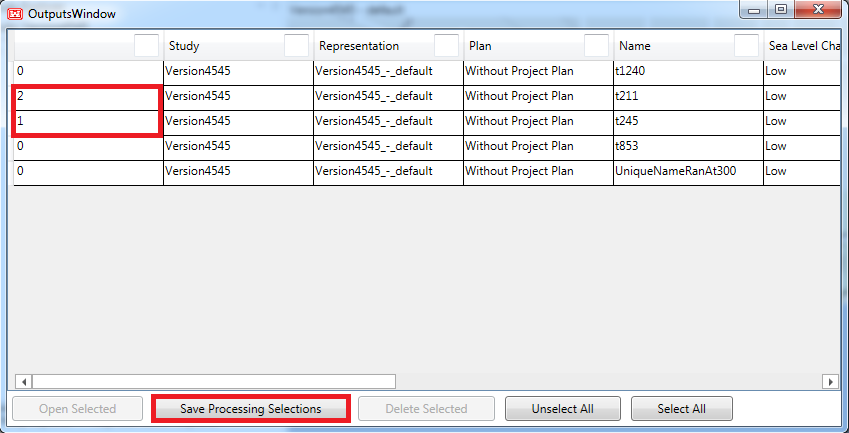 OutputsWindow
Study Representation Plan Name Sea Level Cha
0 Version4545 Version4545_-_default Without Project Plan t1240 Low
2 Version4545 Version4545_-_default Without Project Plan t211 Low
1 Version4545 Version4545_-_default Without Project Plan t245 Low
0 Version4545 Version4545_-_default Without Project Plan t853 Low
0 Version4545 Version4545_-_default Without Project Plan UniqueNameRanAt300 Low
Open Selected Save Processing Selections Delete Selected Unselect All Select All